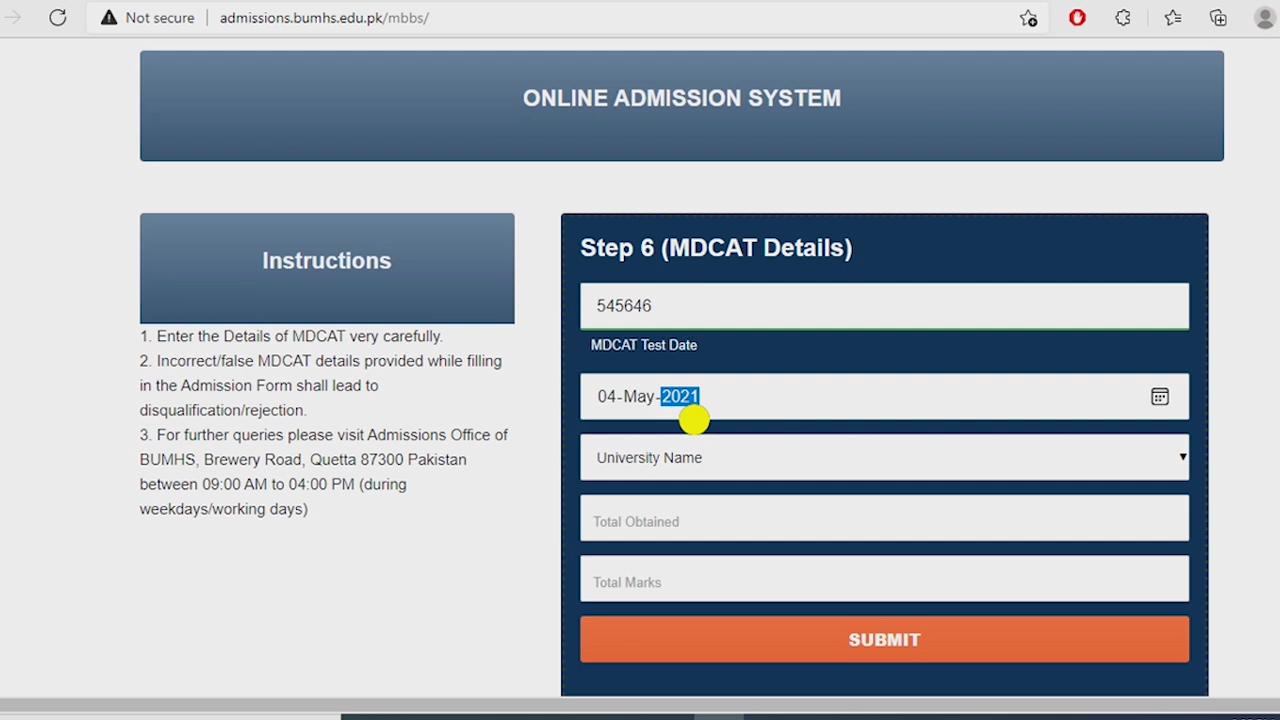 Not secure
admissions.bumhs.edu.pk/mbbs/
ONLINE ADMISSION SYSTEM
Instructions
1. Enter the Details of MDCAT very carefully.
2. Incorrect/false MDCAT details provided while filling
in the Admission Form shall lead to
disqualification/rejection.
3. For further queries please visit Admissions Office of
BUMHS, Brewery Road, Quetta 87300 Pakistan
between 09:00 AM to 04:00 PM (during
weekdays/working days)
Step 6 (MDCAT Details)
545646
MDCAT Test Date
04-May-2021
University Name
Total Obtained
Total Marks
SUBMIT